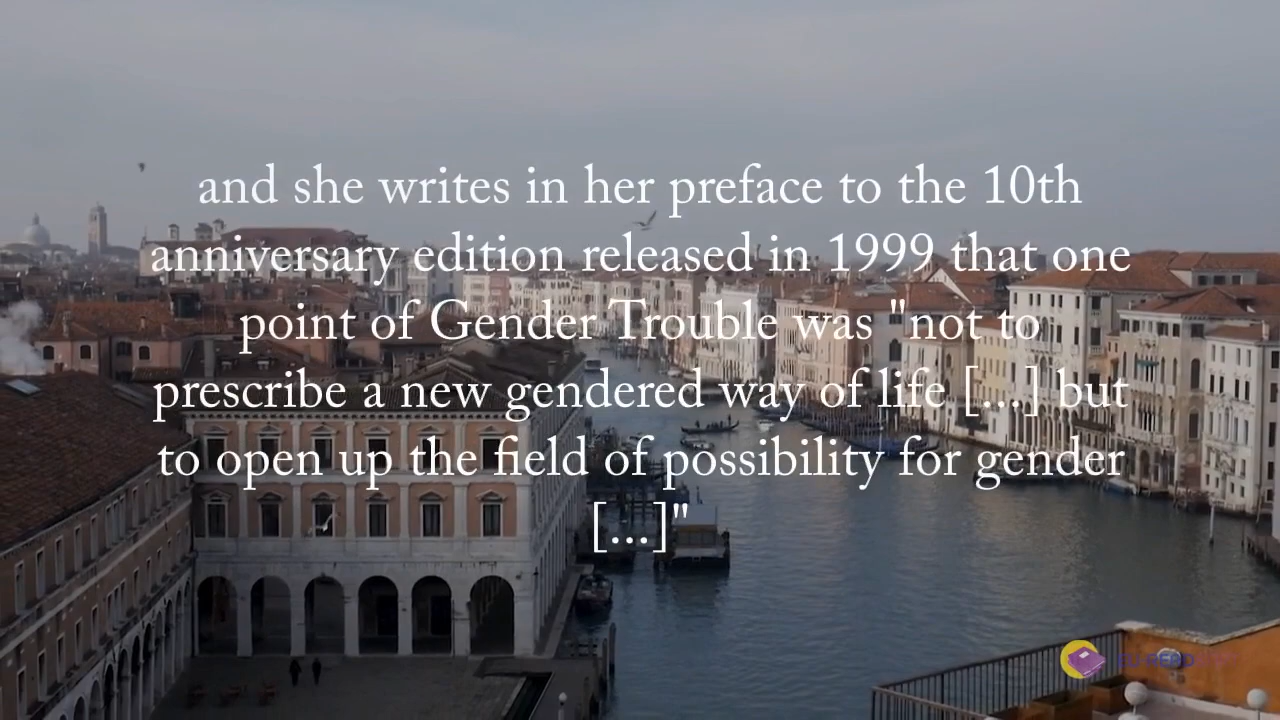 and she writes in her preface to the 10th
anniversary edition released in 1999 that one
point of Gender Trouble was "not to
prescribe a new gendered way of life [...] but
to open up the field of possibility for gender
[...]"